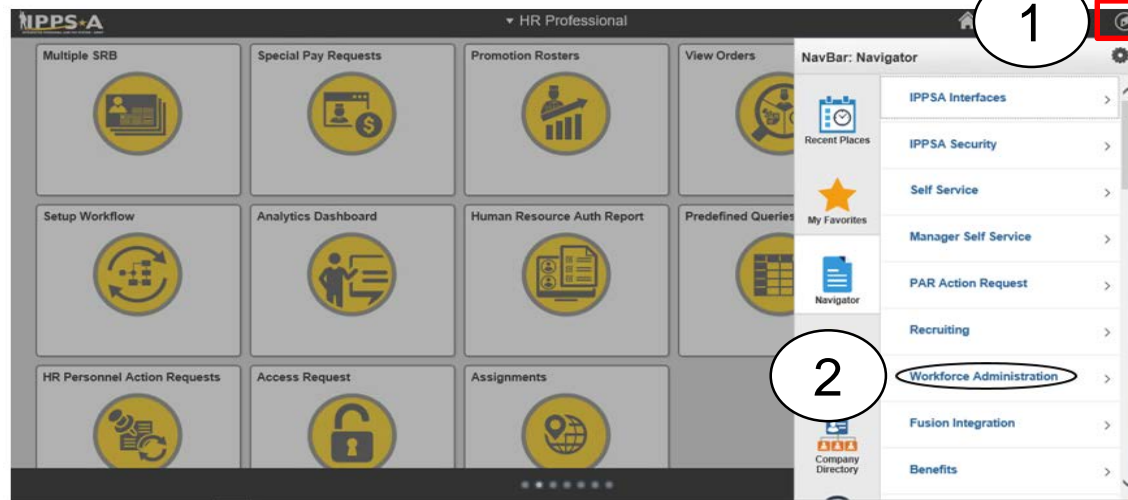 IPPS-A
HR Professional
1
Multiple SRB
Special Pay Requests
Promotion Rosters
View Orders
Setup Workflow
Analytics Dashboard
Human Resource Auth Report
Predefined Queries
HR Personnel Action Requests
Access Request
Assignments
NavBar: Navigator
Recent Places
My Favorites
Navigator
2
Company
Directory
IPPSA Interfaces
IPPSA Security
Self Service
Manager Self Service
PAR Action Request
Recruiting
Workforce Administration
Fusion Integration
Benefits